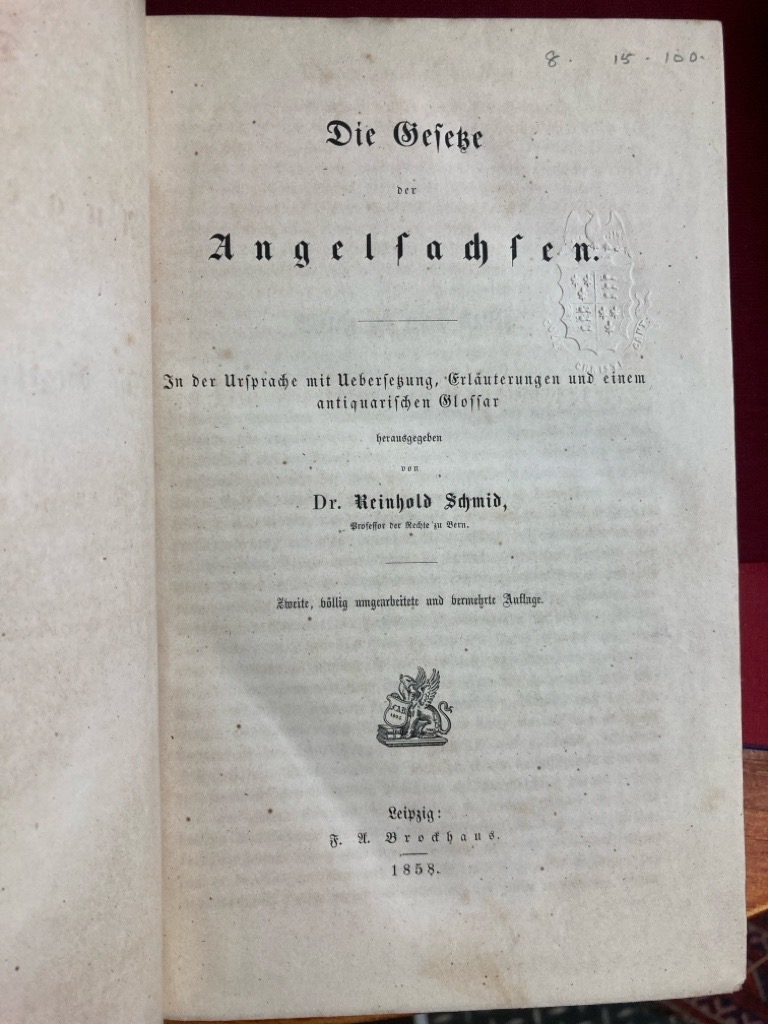 8. 15 - 100.
Die Gesetze
der
Angelsachsen.
In der Ursprache mit Uebersetzung, Erläuterungen und einem
antiquarischen Glossar
herausgegeben
von
Dr. Reinhold Schmid,
Professor der Rechte zu Bern.
Zweite, völlig umgearbeitete und vermehrte Auflage.
F.A.B.
Leipzig:
F. A. Brockhaus.
1858.